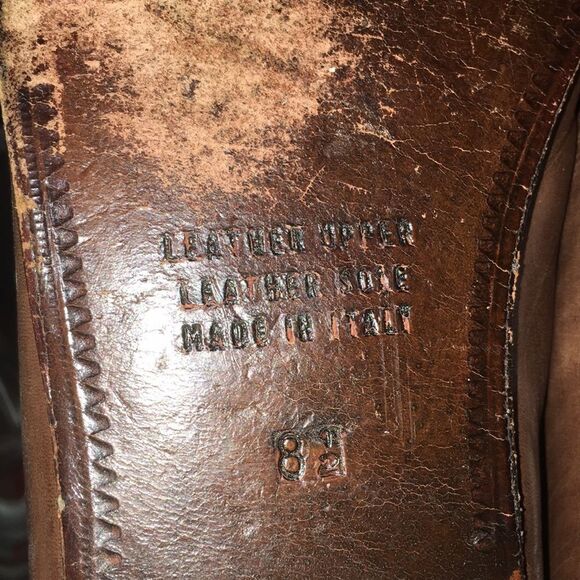 LEATHER UPPER
LEATHER SOLE
MADE IN ITALY
8½